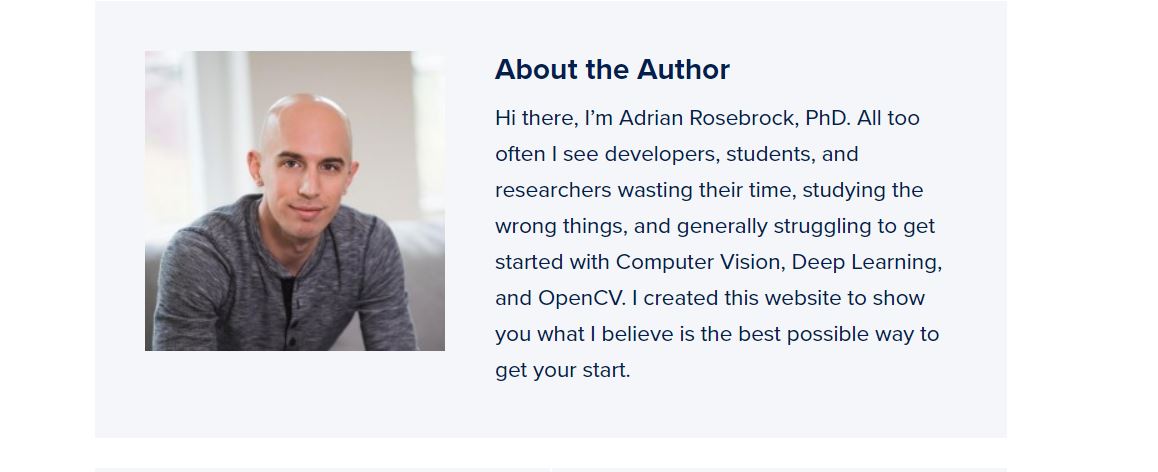 About the Author
Hi there, I’m Adrian Rosebrock, PhD. All too
often I see developers, students, and
researchers wasting their time, studying the
wrong things, and generally struggling to get
started with Computer Vision, Deep Learning,
and OpenCV. I created this website to show
you what I believe is the best possible way to
get your start.